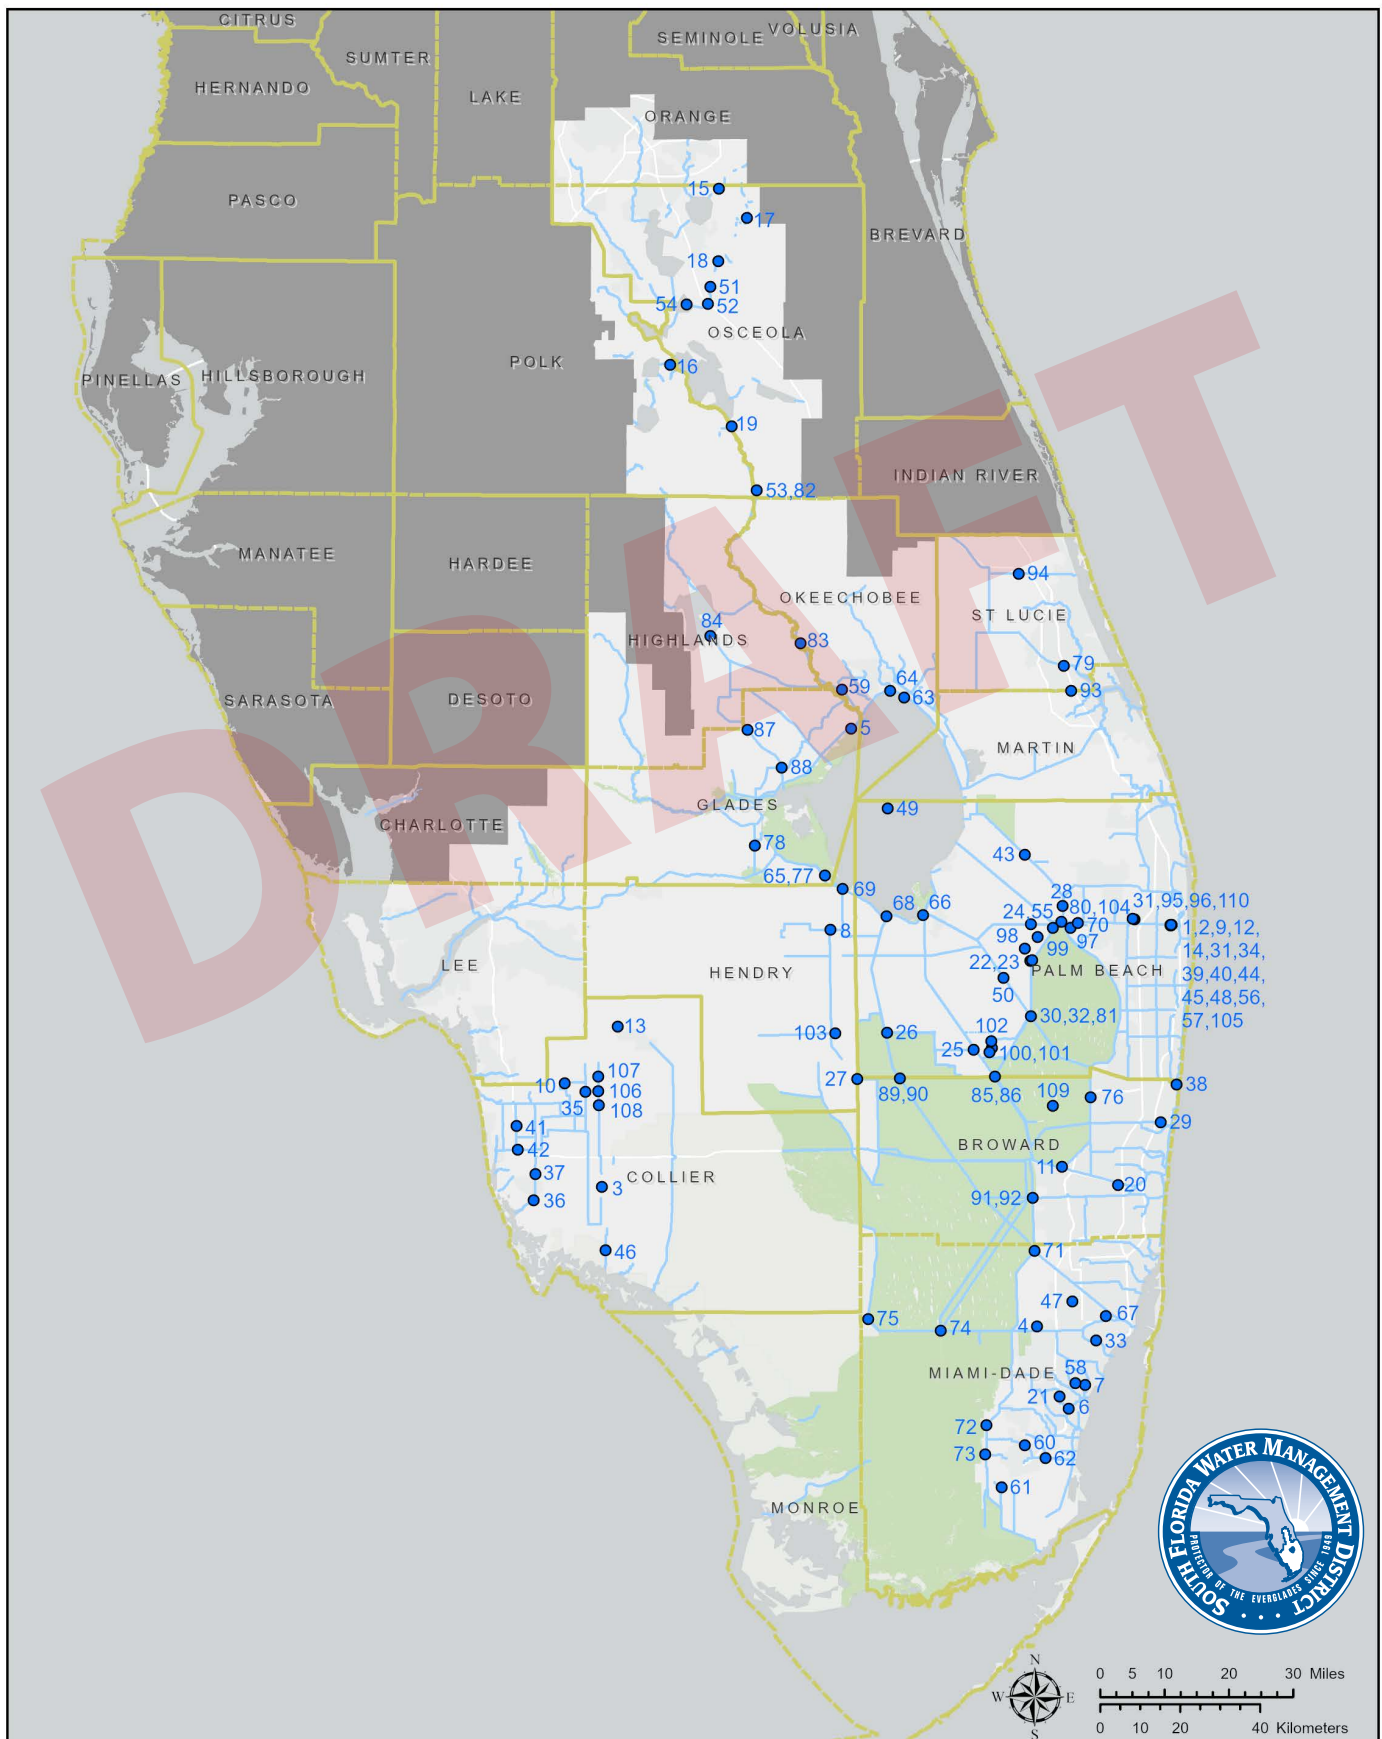 CITRUS
SUMTER
SEMINOLE
VOLUSIA
HERNANDO
LAKE
ORANGE
PASCO
15
17
BREVARD
18
51
54
52
OSCEOLA
PINELLAS
HILLSBOROUGH
POLK
16
19
INDIAN RIVER
53,82
MANATEE
HARDEE
94
OKEECHOBEE
ST LUCIE
84
HIGHLANDS
83
79
64
59
63
93
SARASOTA
DESOTO
87
5
MARTIN
88
GLADES
49
CHARLOTTE
78
43
65,77
69
28
31,95,96,110
68
66
24,55
80,104
70
8
98
97
1,2,9,12,
14,31,34,
39,40,44,
45,48,56,
57,105
99
LEE
HENDRY
22,23
PALM BEACH
50
30,32,81
13
103
26
102
25
100,101
107
10
106
35
108
27
89,90
85,86
109
76
38
41
29
42
BROWARD
37
COLLIER
11
3
20
36
91,92
46
71
47
67
75
74
4
33
MIAMI-DADE
58
7
21
6
72
60
73
62
61
MONROE
DRAFT
SOUTH FLORIDA WATER MANAGEMENT DISTRICT
PROTECTOR OF THE EVERGLADES SINCE 1949
N
W E
S
0 5 10 20 30 Miles
0 10 20 40 Kilometers